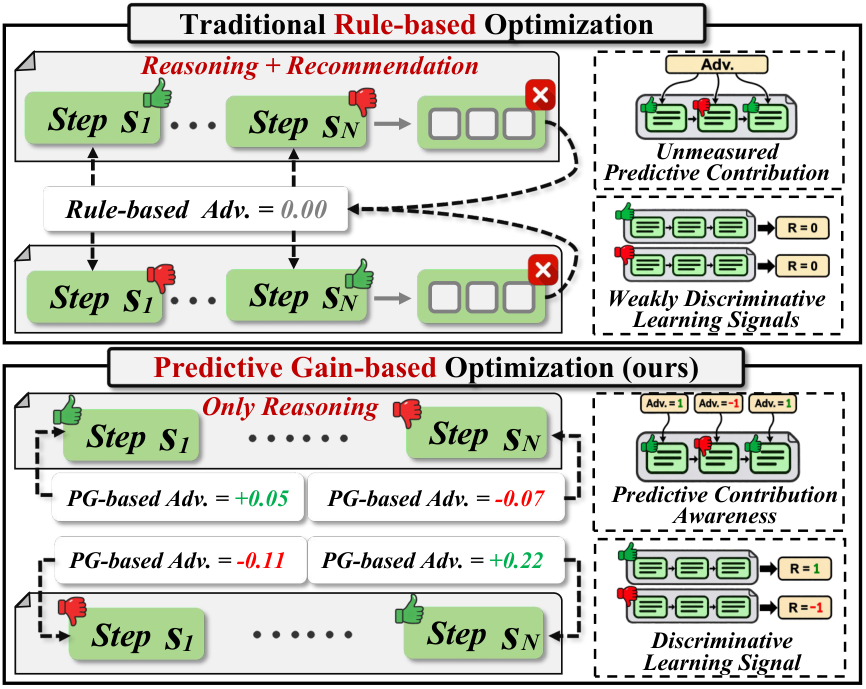 Traditional Rule-based Optimization
Reasoning + Recommendation
Step S1 ••• Step SN
Rule-based Adv. = 0.00
Step S1 ••• Step SN
Adv.
Unmeasured
Predictive Contribution
R = 0
R = 0
Weakly Discriminative
Learning Signals
Predictive Gain-based Optimization (ours)
Only Reasoning
Step S1 •••••• Step SN
PG-based Adv. = +0.05
PG-based Adv. = -0.07
PG-based Adv. = -0.11
PG-based Adv. = +0.22
Step S1 •••••• Step SN
Adv.= 1
Adv.= -1
Adv.= 1
Predictive Contribution
Awareness
R = 1
R = -1
Discriminative
Learning Signal